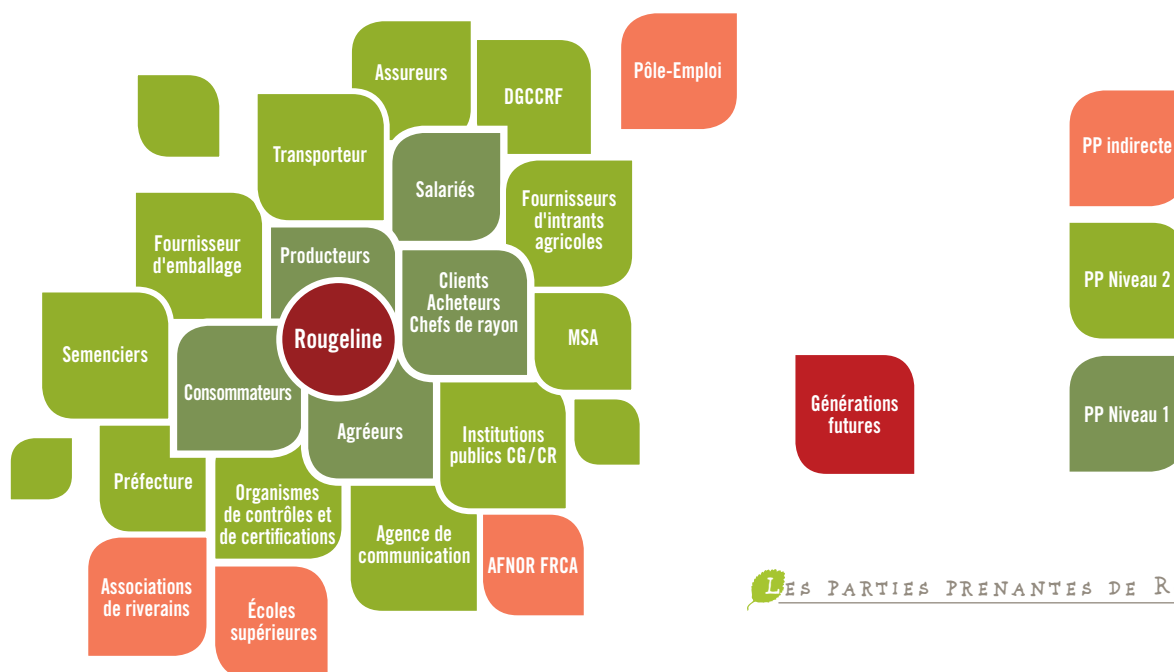 Assureurs
DGCCRF
Pôle-Emploi
Transporteur
Salariés
Fournisseurs
d'intrants
agricoles
Fournisseur
d'emballage
Producteurs
Clients
Acheteurs
Chefs de rayon
Rougeline
MSA
Semenciers
Consommateurs
Agréeurs
Institutions
publics CG/CR
Préfecture
Organismes
de contrôles et
de certifications
Agence de
communication
AFNOR FRCA
Associations
de riverains
Écoles
supérieures
Générations
futures
PP indirecte
PP Niveau 2
PP Niveau 1
LES PARTIES PRENANTES DE R